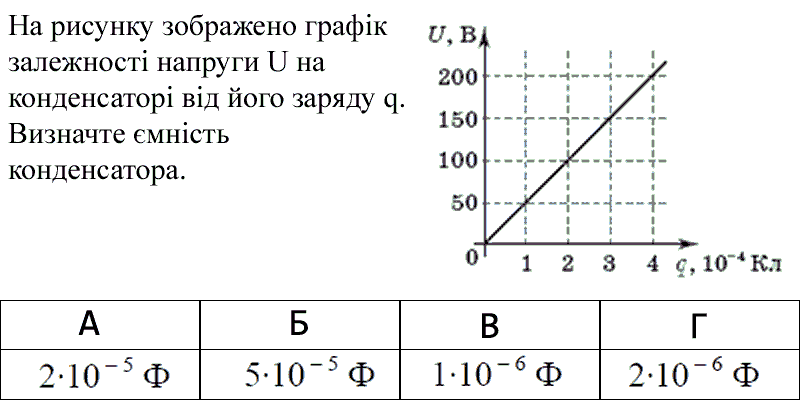 На рисунку зображено графік
залежності напруги U на
конденсаторі від його заряду q.
Визначте ємність
конденсатора.
U, В
200
150
100
50
0
1 2 3 4 q, 10⁻⁴ Кл
А Б В Г
2·10⁻⁵ Ф 5·10⁻⁵ Ф 1·10⁻⁶ Ф 2·10⁻⁶ Ф